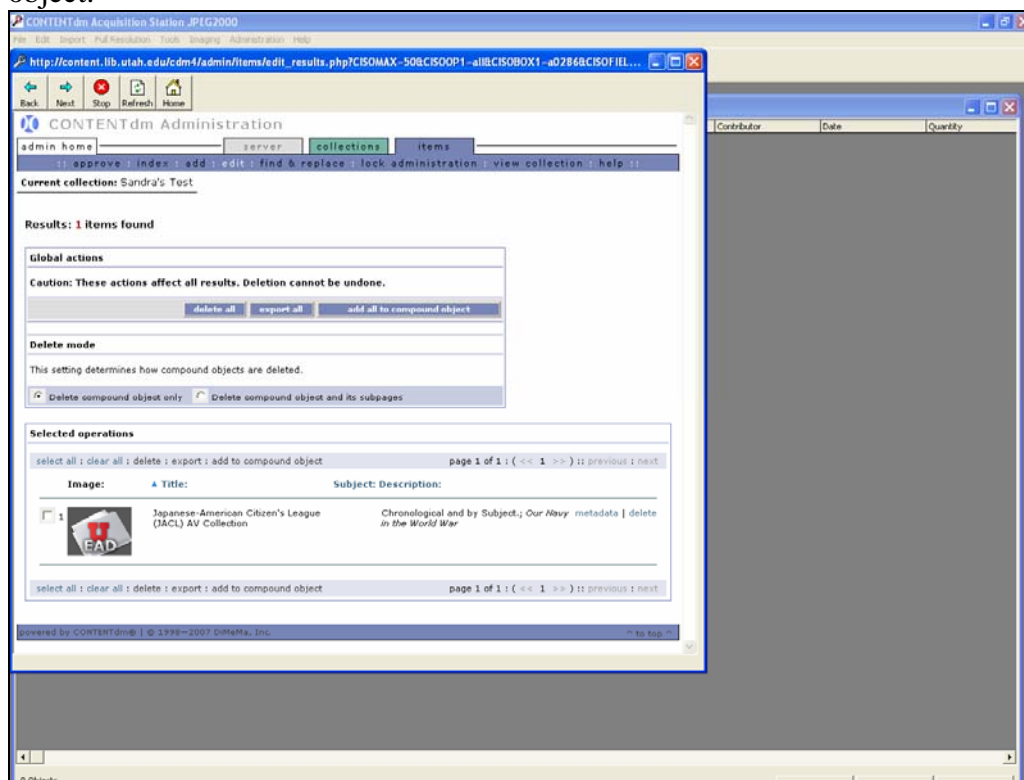 object.
CONTENTdm Acquisition Station JPEG2000
File Edit Import Full Resolution Tools Imaging Administration Help
http://content.lib.utah.edu/cdm4/admin/items/edit_results.php?CISOMAX=50&CISOOP1=all&CISOBOX1=a0286&CISOFIEL...
Back Next Stop Refresh Home
CONTENTdm Administration
admin home server collections items
:: approve : index : add : edit : find & replace : lock administration : view collection : help ::
Current collection: Sandra's Test
Contributor Date Quantity
Results: 1 items found
Global actions
Caution: These actions affect all results. Deletion cannot be undone.
delete all export all add all to compound object
Delete mode
This setting determines how compound objects are deleted.
Delete compound object only Delete compound object and its subpages
Selected operations
select all : clear all : delete : export : add to compound object page 1 of 1 : ( << 1 >> ) :: previous : next
Image: Title: Subject: Description:
1 U EAD Japanese-American Citizen's League Chronological and by Subject.; Our Navy metadata | delete
(JACL) AV Collection in the World War
select all : clear all : delete : export : add to compound object page 1 of 1 : ( << 1 >> ) :: previous : next
powered by CONTENTdm® | © 1998-2007 DiMeMa, Inc. ^ to top ^
0 Objects